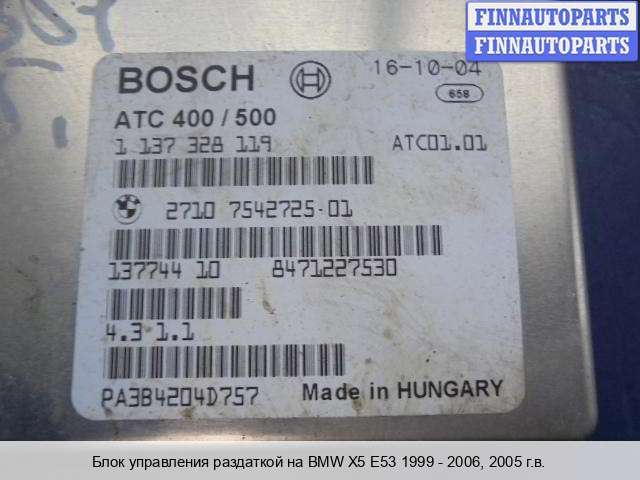 FINNAUTOPARTS
FINNAUTOPARTS
BOSCH 16-10-04
658
ATC 400 / 500
1 137 328 119 ATC01.01
2710 7542725-01
137744 10 8471227530
4.3 1.1
PA3B4204D757 Made in HUNGARY
Блок управления раздаткой на BMW X5 E53 1999 - 2006, 2005 г.в.